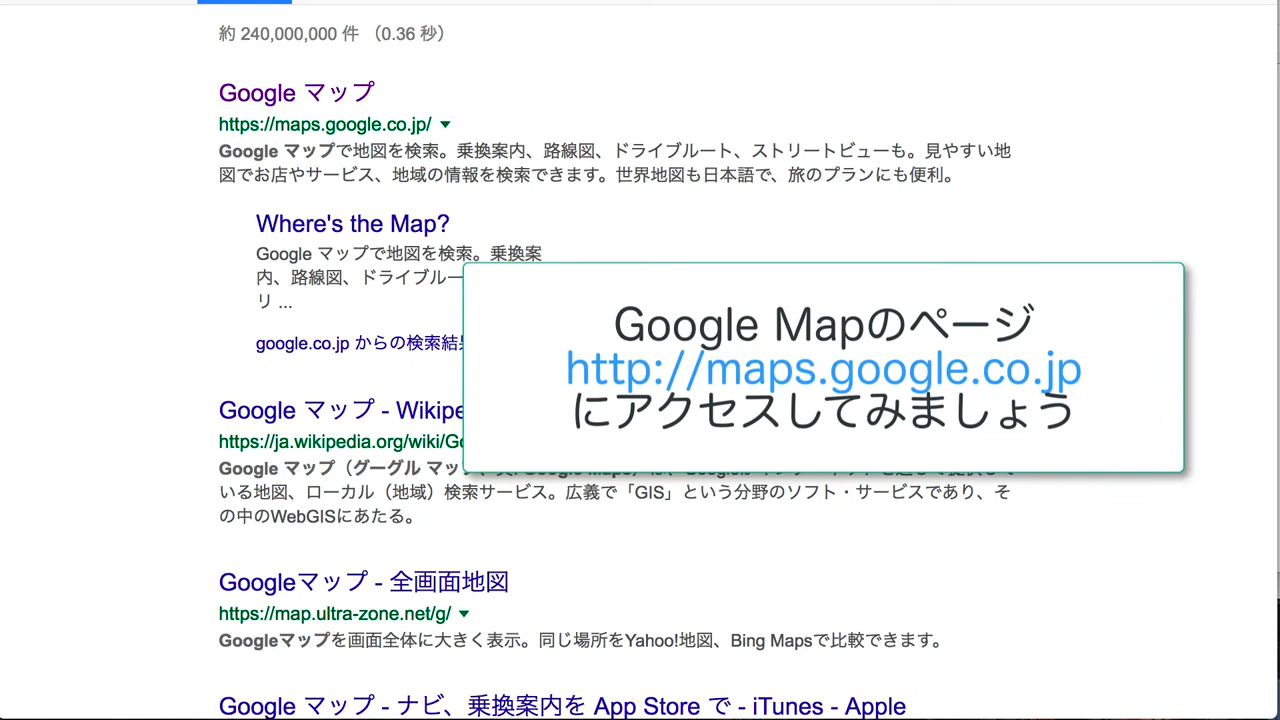 約 240,000,000 件 （0.36 秒）
Google マップ
https://maps.google.co.jp/
Google マップで地図を検索。乗換案内、路線図、ドライブルート、ストリートビューも。見やすい地
図でお店やサービス、地域の情報を検索できます。世界地図も日本語で、旅のプランにも便利。
Where's the Map?
Google マップで地図を検索。乗換案
内、路線図、ドライブルー
リ ...
google.co.jp からの検索結
Google Mapのページ
http://maps.google.co.jp
にアクセスしてみましょう
Google マップ - Wikipe
https://ja.wikipedia.org/wiki/Go
Google マップ（グーグル マッ
いる地図、ローカル（地域）検索サービス。広義で「GIS」という分野のソフト・サービスであり、そ
の中のWebGISにあたる。
Googleマップ - 全画面地図
https://map.ultra-zone.net/g/
Googleマップを画面全体に大きく表示。同じ場所をYahoo!地図、Bing Mapsで比較できます。
Google マップ - ナビ、乗換案内を App Store で - iTunes - Apple